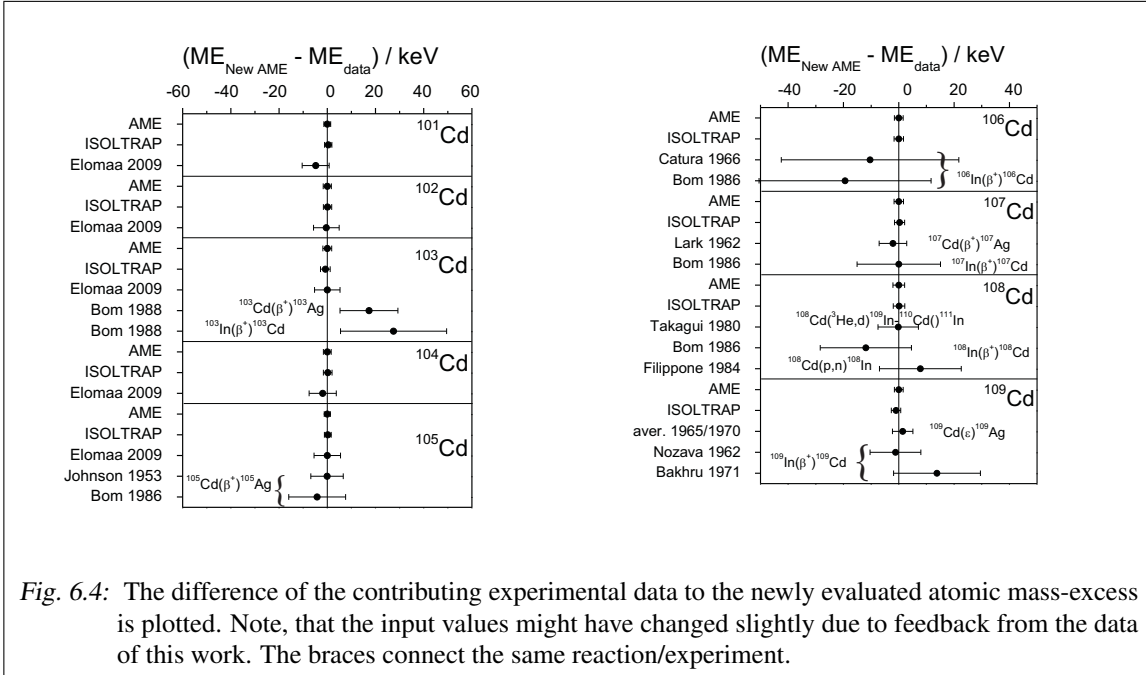 (ME_New AME - ME_data) / keV
-60 -40 -20 0 20 40 60
AME
ISOLTRAP
Elomaa 2009
¹⁰¹Cd
AME
ISOLTRAP
Elomaa 2009
¹⁰²Cd
AME
ISOLTRAP
Elomaa 2009
Bom 1988
Bom 1988
¹⁰³Cd
¹⁰³Cd(β⁺)¹⁰³Ag
¹⁰³In(β⁺)¹⁰³Cd
AME
ISOLTRAP
Elomaa 2009
¹⁰⁴Cd
AME
ISOLTRAP
Elomaa 2009
Johnson 1953
Bom 1986
¹⁰⁵Cd
¹⁰⁵Cd(β⁺)¹⁰⁵Ag {
(ME_New AME - ME_data) / keV
-40 -20 0 20 40
AME
ISOLTRAP
Catura 1966
Bom 1986
¹⁰⁶Cd
} ¹⁰⁶In(β⁺)¹⁰⁶Cd
AME
ISOLTRAP
Lark 1962
Bom 1986
¹⁰⁷Cd
¹⁰⁷Cd(β⁺)¹⁰⁷Ag
¹⁰⁷In(β⁺)¹⁰⁷Cd
AME
ISOLTRAP
Takagui 1980
Bom 1986
Filippone 1984
¹⁰⁸Cd
¹⁰⁸Cd(³He,d)¹⁰⁹In-¹¹⁰Cd()¹¹¹In
¹⁰⁸In(β⁺)¹⁰⁸Cd
¹⁰⁸Cd(p,n)¹⁰⁸In
AME
ISOLTRAP
aver. 1965/1970
Nozava 1962
Bakhru 1971
¹⁰⁹Cd
¹⁰⁹Cd(ε)¹⁰⁹Ag
¹⁰⁹In(β⁺)¹⁰⁹Cd {
Fig. 6.4: The difference of the contributing experimental data to the newly evaluated atomic mass-excess
is plotted. Note, that the input values might have changed slightly due to feedback from the data
of this work. The braces connect the same reaction/experiment.